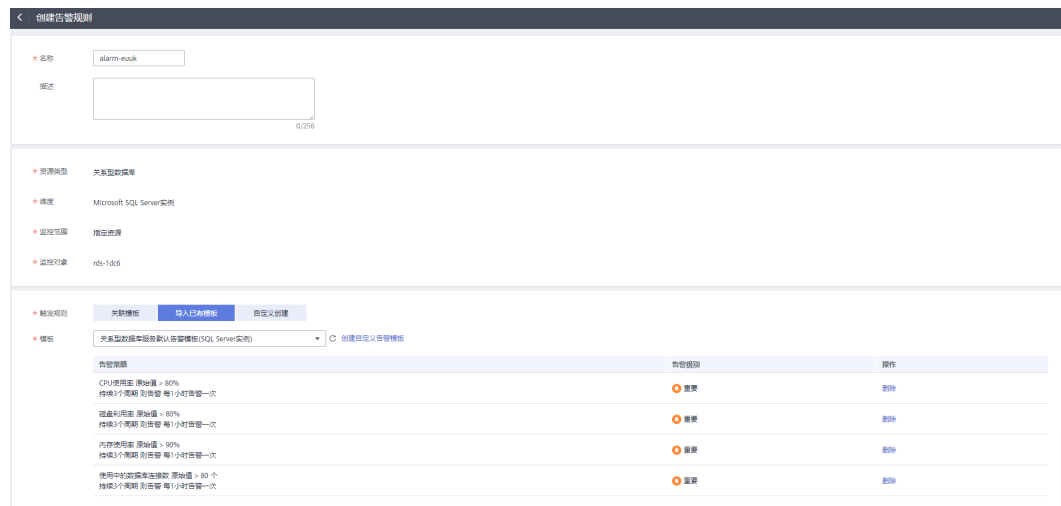 创建告警规则
* 名称 alarm-euuk
描述
0/256
* 资源类型 关系型数据库
* 维度 Microsoft SQL Server实例
* 监控范围 指定资源
* 监控对象 rds-1dc6
* 触发规则 关联模板 导入已有模板 自定义创建
* 模板 关系型数据库服务默认告警模板(SQL Server实例) 创建自定义告警模板
告警策略 告警级别 操作
CPU使用率 原始值 > 80%
持续3个周期 则告警 每1小时告警一次
重要 删除
磁盘利用率 原始值 > 80%
持续3个周期 则告警 每1小时告警一次
重要 删除
内存使用率 原始值 > 90%
持续3个周期 则告警 每1小时告警一次
重要 删除
使用中的数据库连接数 原始值 > 80 个
持续3个周期 则告警 每1小时告警一次
重要 删除